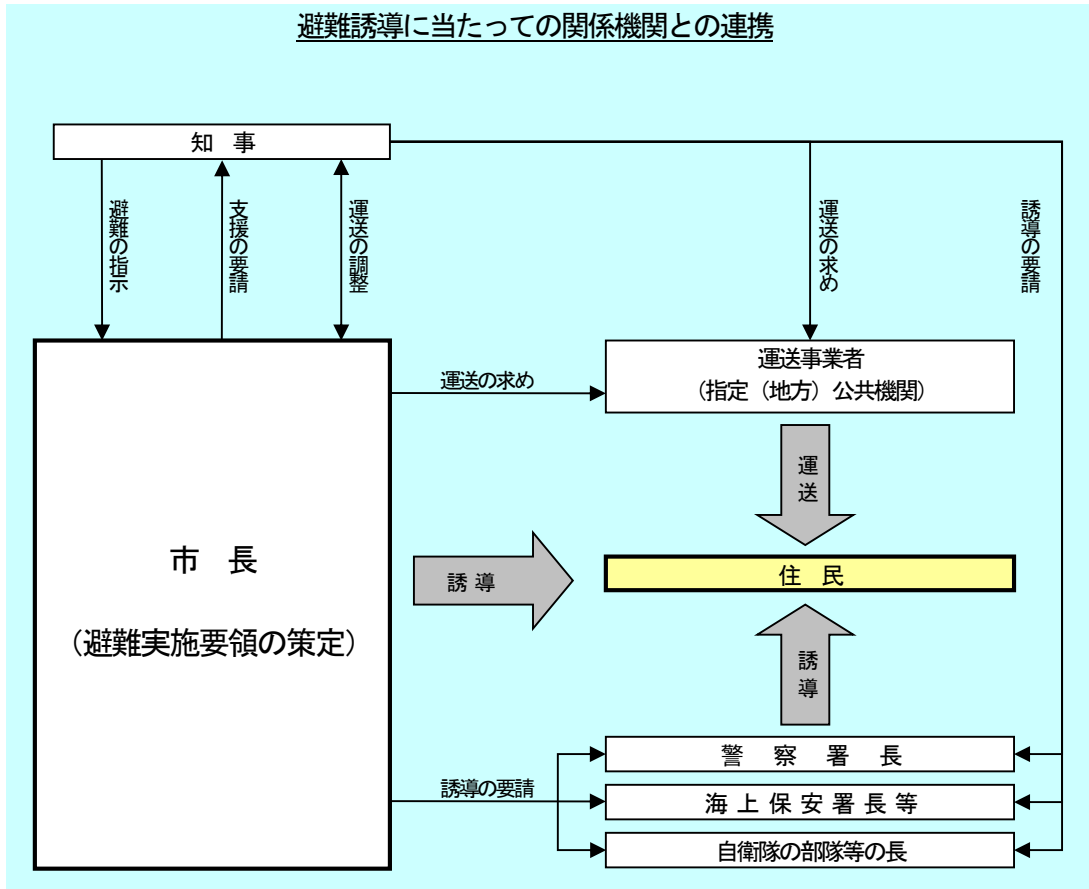 避難誘導に当たっての関係機関との連携
知 事
避難の指示
支援の要請
運送の調整
運送の求め
誘導の要請
運送事業者
(指定（地方）公共機関)
運送の求め
運送
市 長
(避難実施要領の策定)
誘 導
住 民
誘導
警 察 署 長
誘導の要請
海 上 保 安 署 長 等
自衛隊の部隊等の長